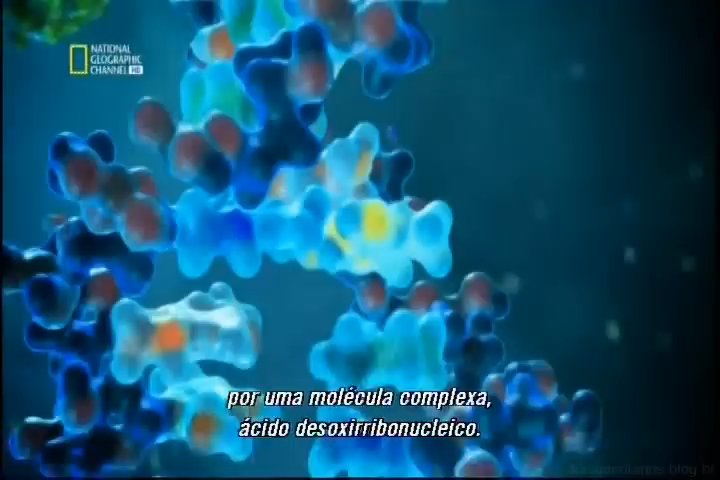 NATIONAL
GEOGRAPHIC
CHANNEL HD
por uma molécula complexa,
ácido desoxirribonucleico.